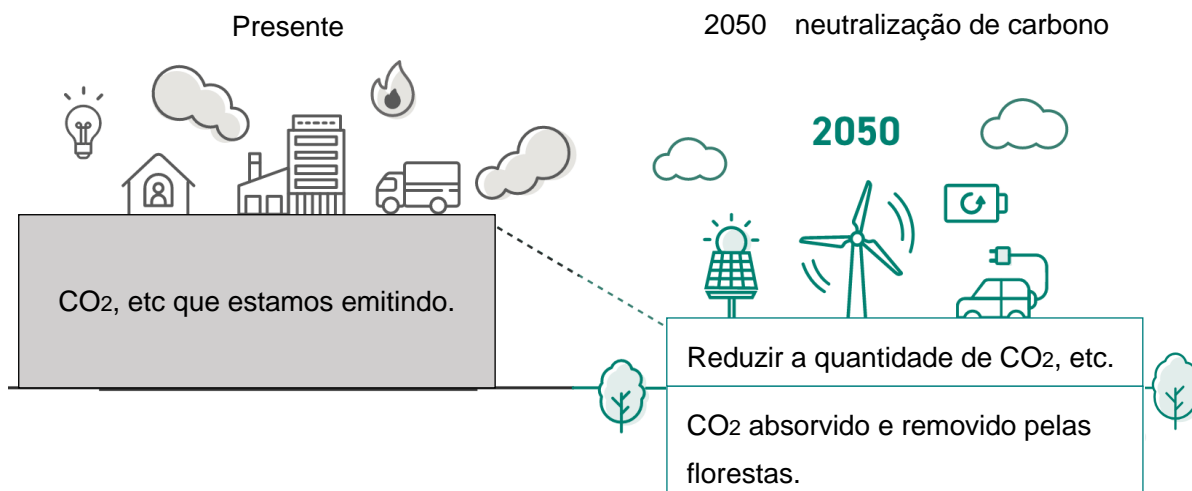 Presente
2050 neutralização de carbono
2050
CO2, etc que estamos emitindo.
Reduzir a quantidade de CO2, etc.
CO2 absorvido e removido pelas
florestas.